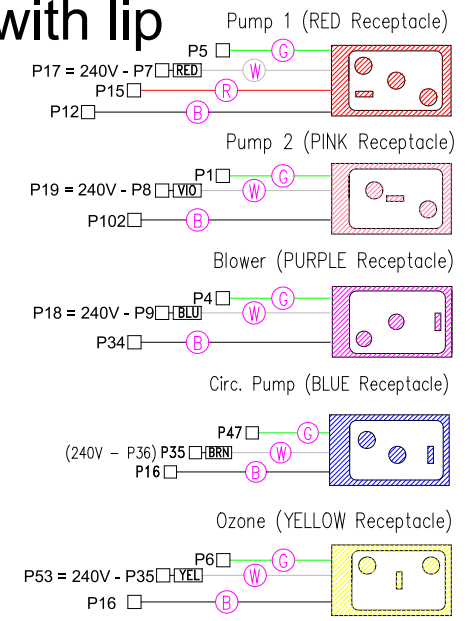 with lip
Pump 1 (RED Receptacle)
P5 G
P17 = 240V - P7 RED W
P15 R
P12 B
Pump 2 (PINK Receptacle)
P1 G
P19 = 240V - P8 VIO W
P102 B
Blower (PURPLE Receptacle)
P4 G
P18 = 240V - P9 BLU W
P34 B
Circ. Pump (BLUE Receptacle)
P47 G
(240V - P36) P35 BRN W
P16 B
Ozone (YELLOW Receptacle)
P6 G
P53 = 240V - P35 YEL W
P16 B